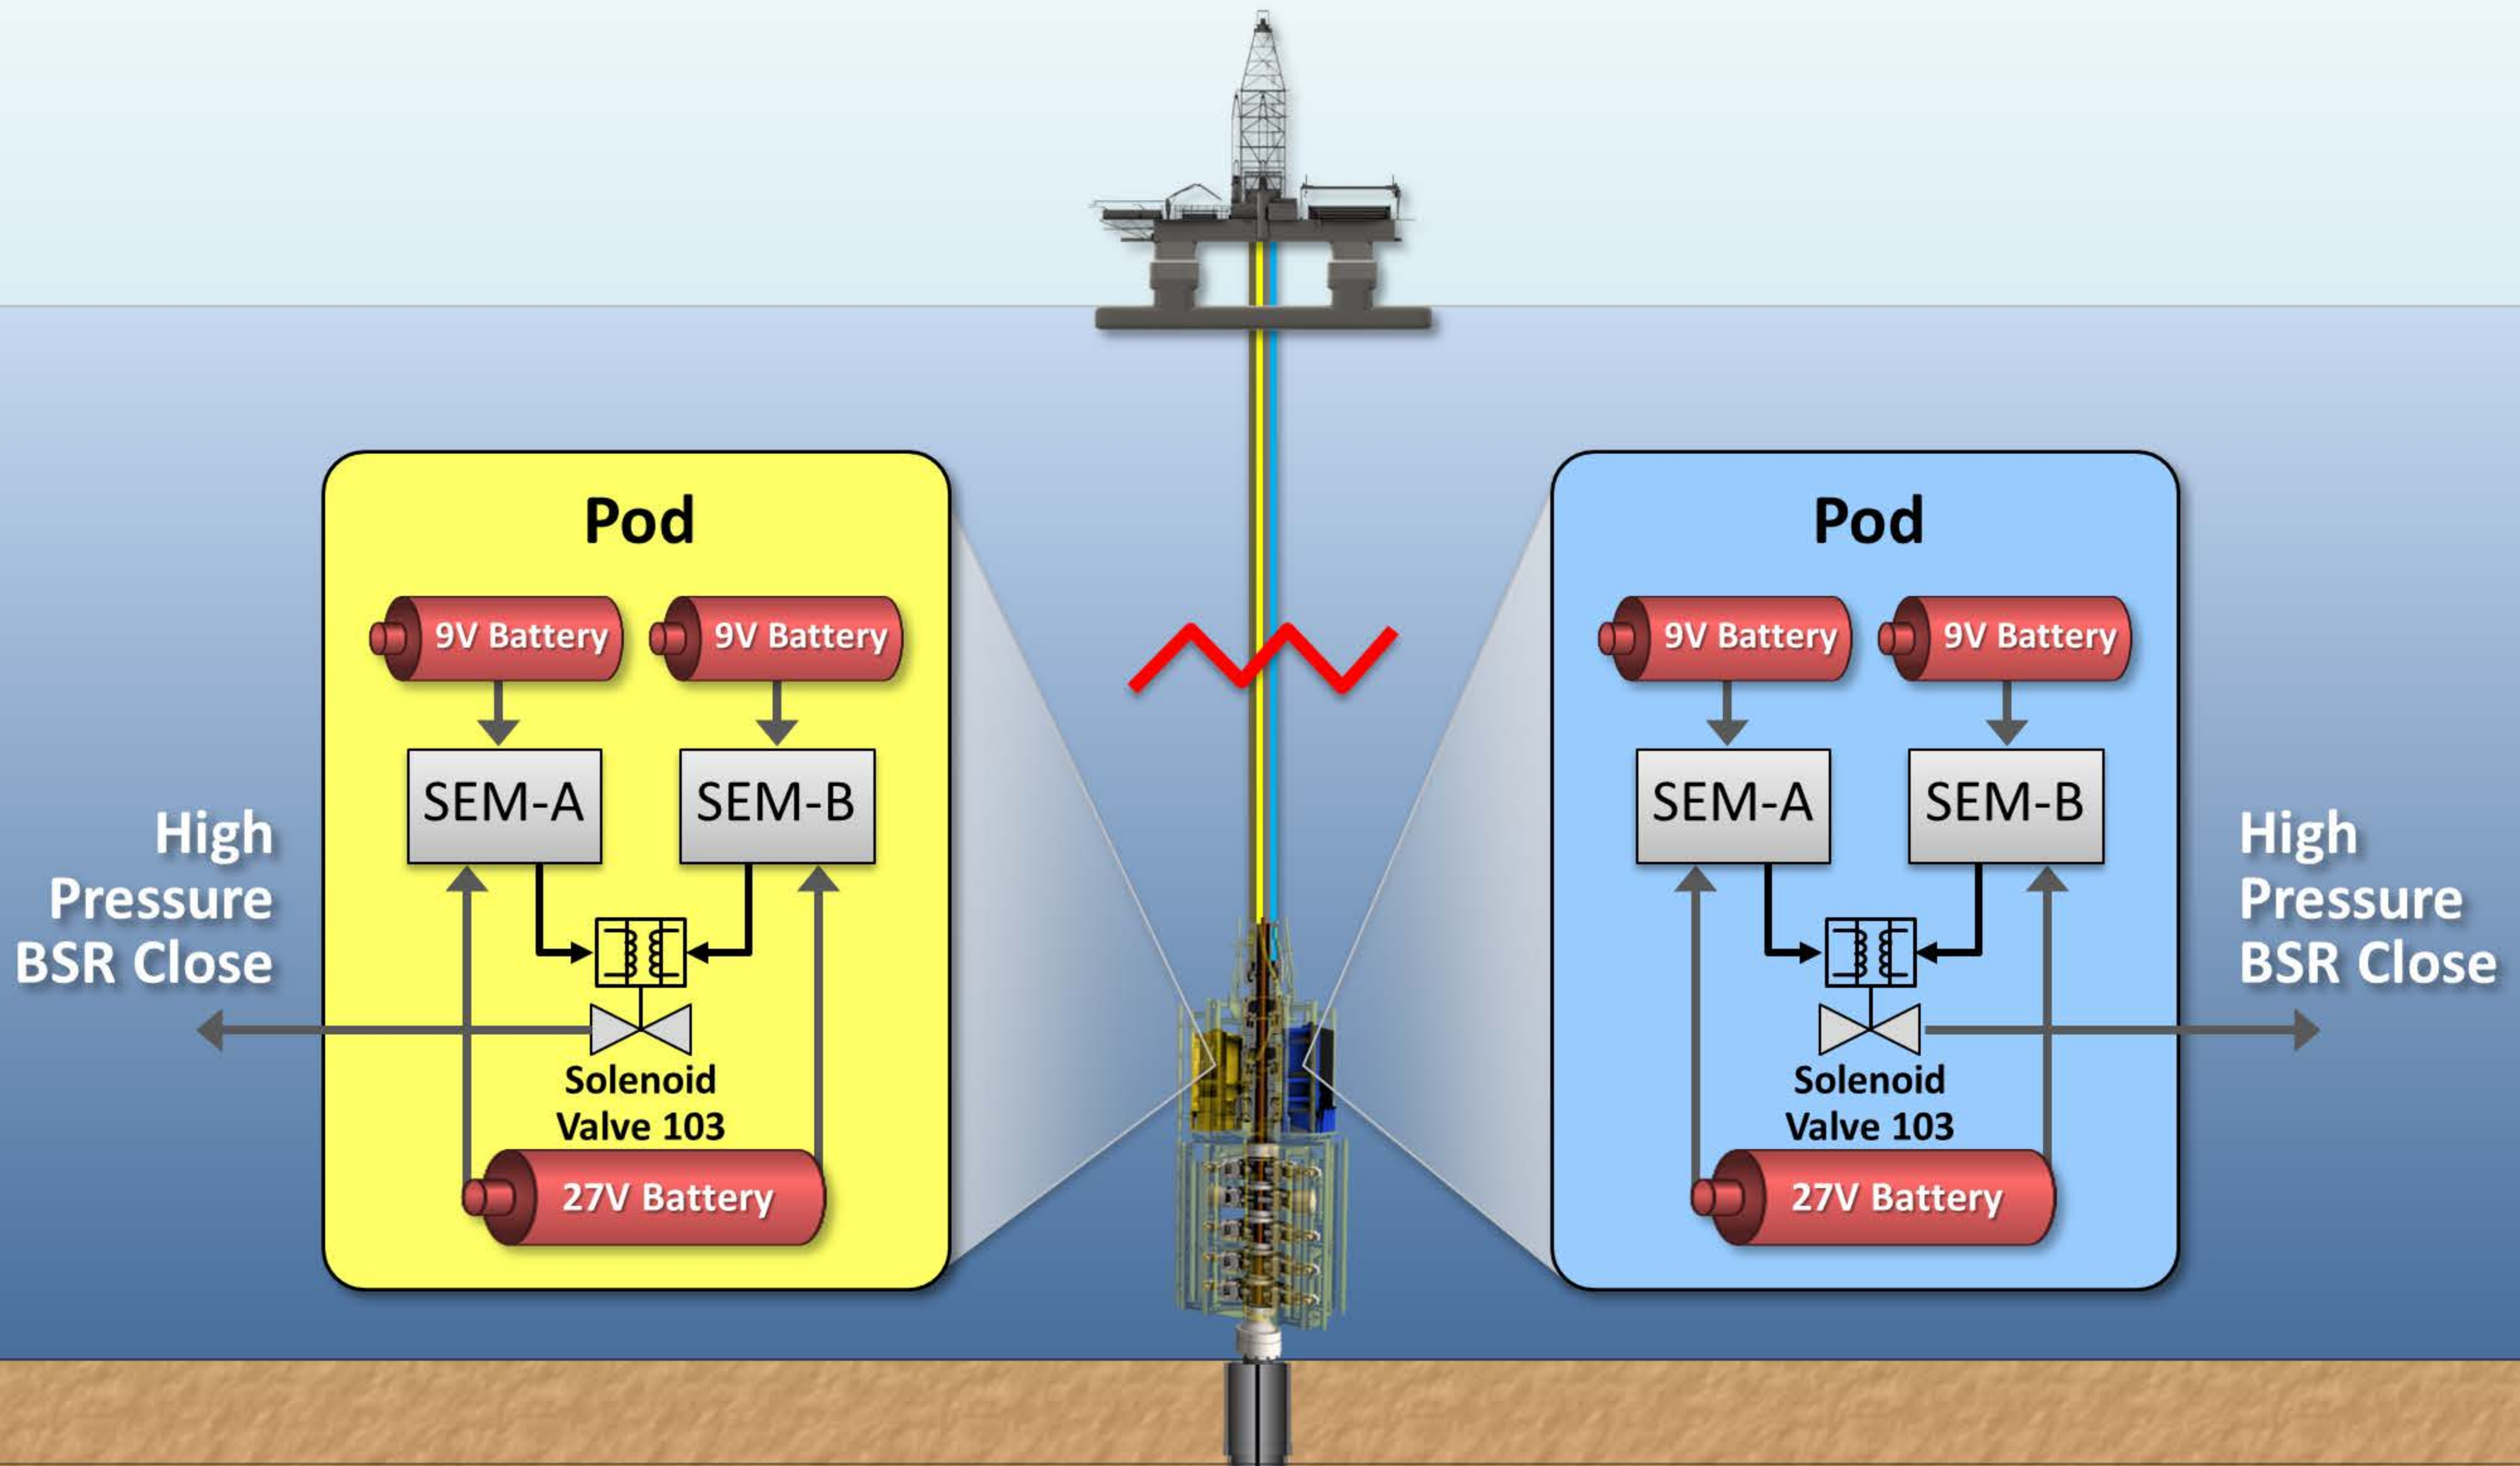 Pod
9V Battery
9V Battery
SEM-A
SEM-B
High
Pressure
BSR Close
Solenoid
Valve 103
27V Battery
Pod
9V Battery
9V Battery
SEM-A
SEM-B
High
Pressure
BSR Close
Solenoid
Valve 103
27V Battery